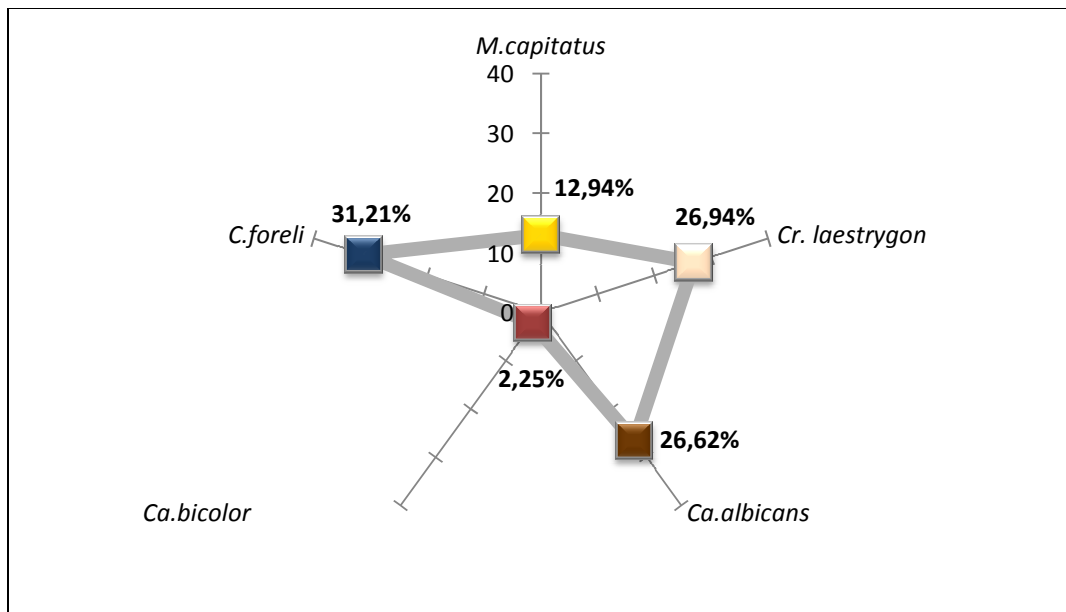 M.capitatus
40
30
20
10
0
12,94%
26,94%
Cr. laestrygon
26,62%
Ca.albicans
2,25%
Ca.bicolor
31,21%
C.foreli